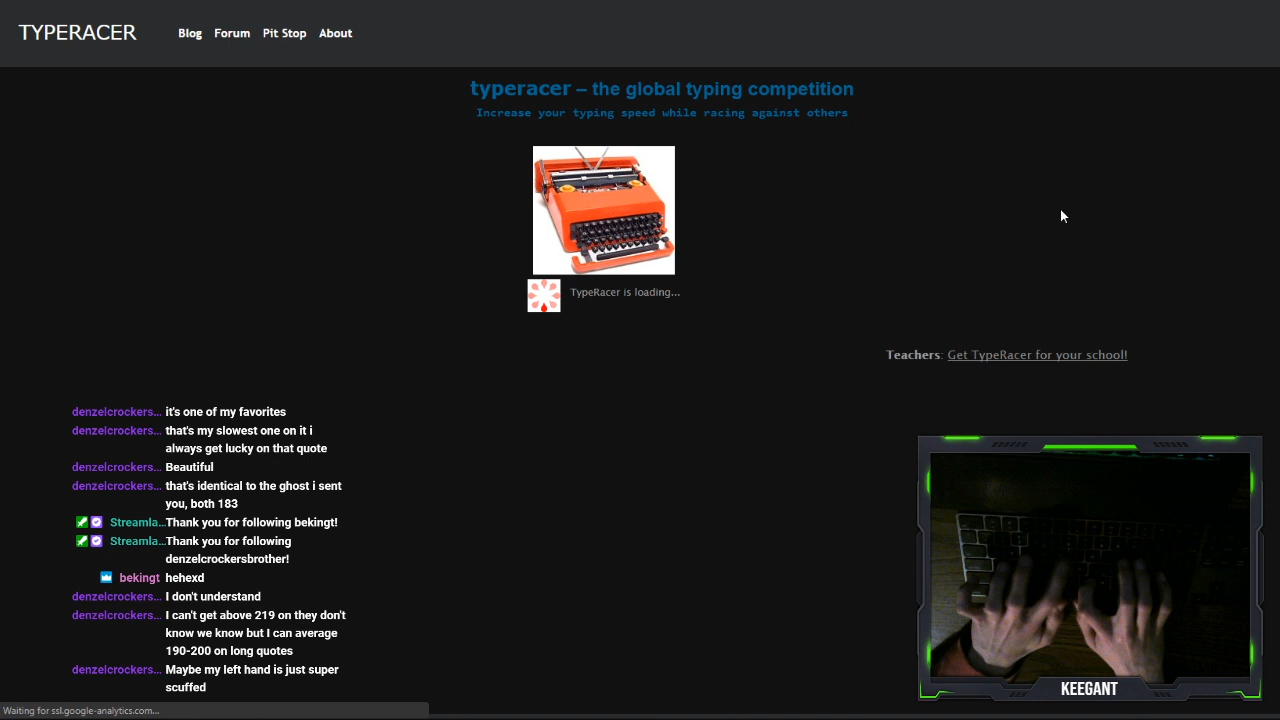 TYPERACER
Blog Forum Pit Stop About
typeracer – the global typing competition
Increase your typing speed while racing against others
TypeRacer is loading...
Teachers: Get TypeRacer for your school!
denzelcrockers... it's one of my favorites
denzelcrockers... that's my slowest one on it i
always get lucky on that quote
denzelcrockers... Beautiful
denzelcrockers... that's identical to the ghost i sent
you, both 183
Streamla... Thank you for following bekingt!
Streamla... Thank you for following
denzelcrockersbrother!
bekingt hehexd
denzelcrockers... I don't understand
denzelcrockers... I can't get above 219 on they don't
know we know but I can average
190-200 on long quotes
denzelcrockers... Maybe my left hand is just super
scuffed
KEEGANT
Waiting for ssl.google-analytics.com...